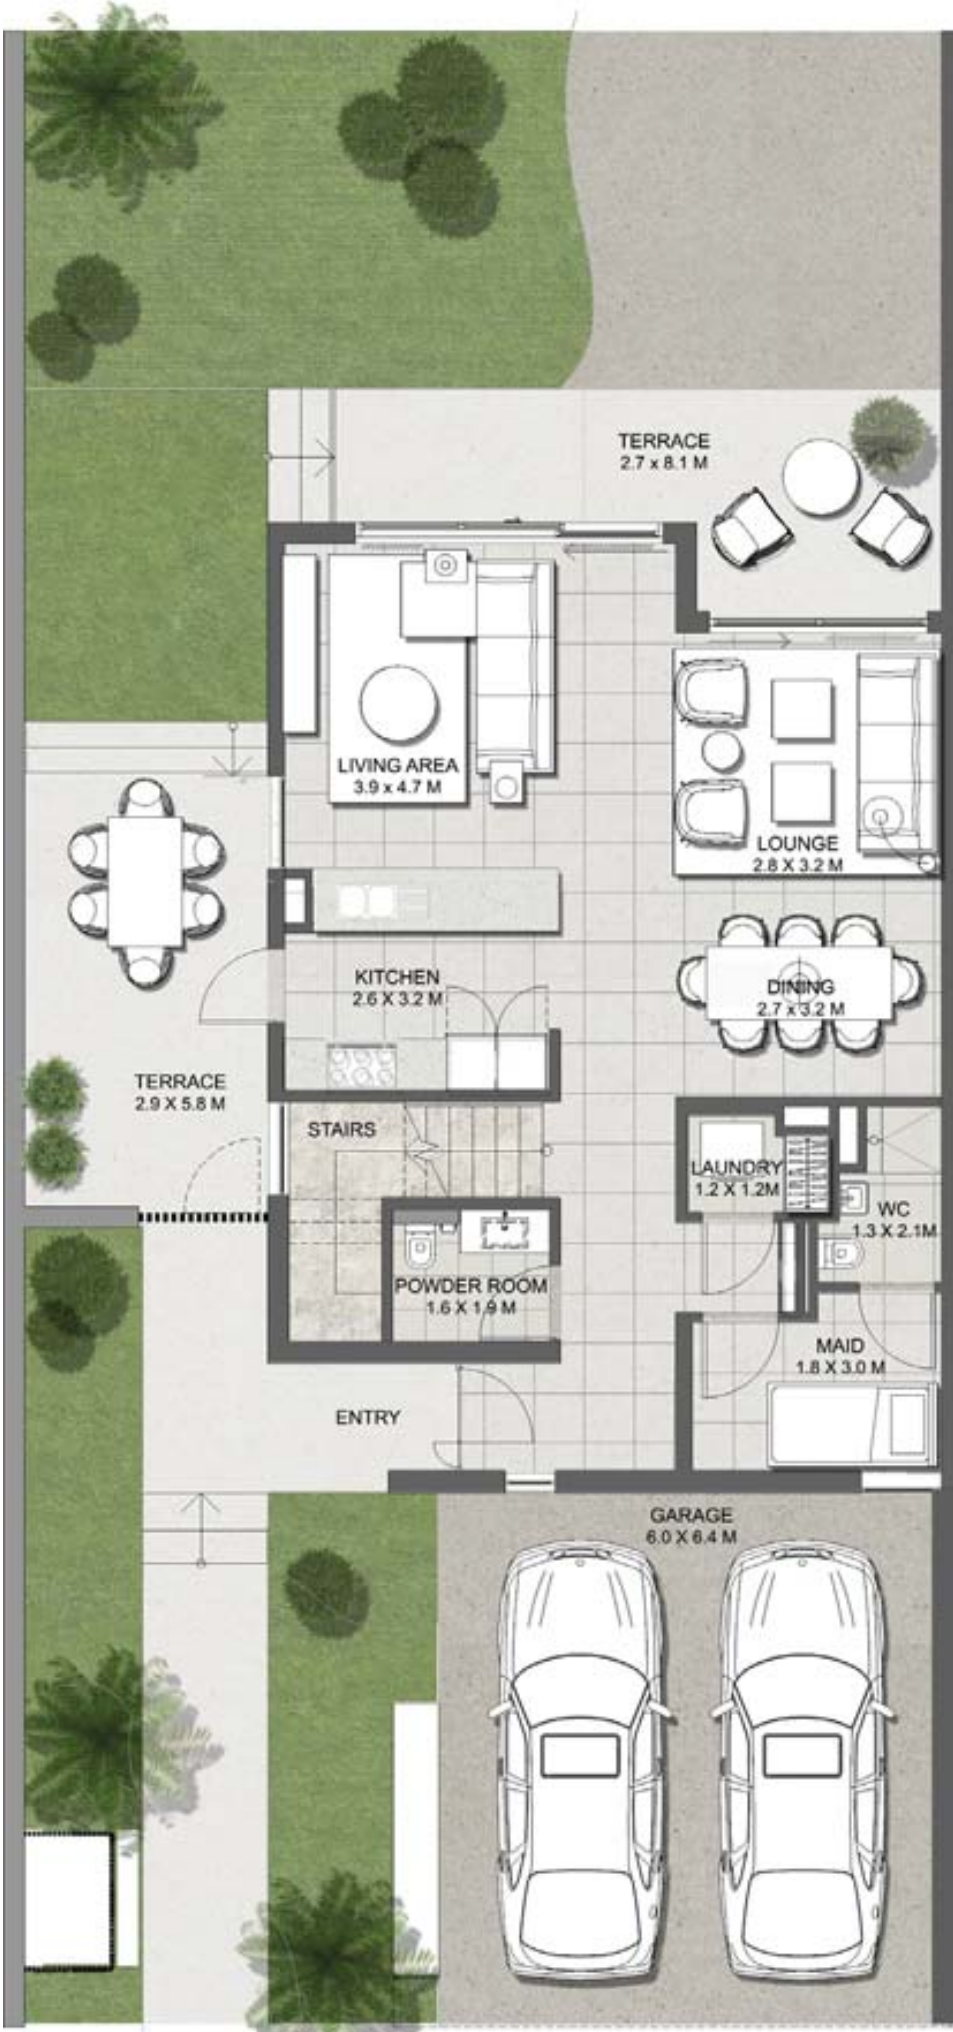 TERRACE
2.7 x 8.1 M
LIVING AREA
3.9 x 4.7 M
LOUNGE
2.8 X 3.2 M
KITCHEN
2.6 X 3.2 M
DINING
2.7 x 3.2 M
TERRACE
2.9 X 5.8 M
STAIRS
LAUNDRY
1.2 X 1.2M
WC
1.3 X 2.1M
POWDER ROOM
1.6 X 1.9 M
MAID
1.8 X 3.0 M
ENTRY
GARAGE
6.0 X 6.4 M